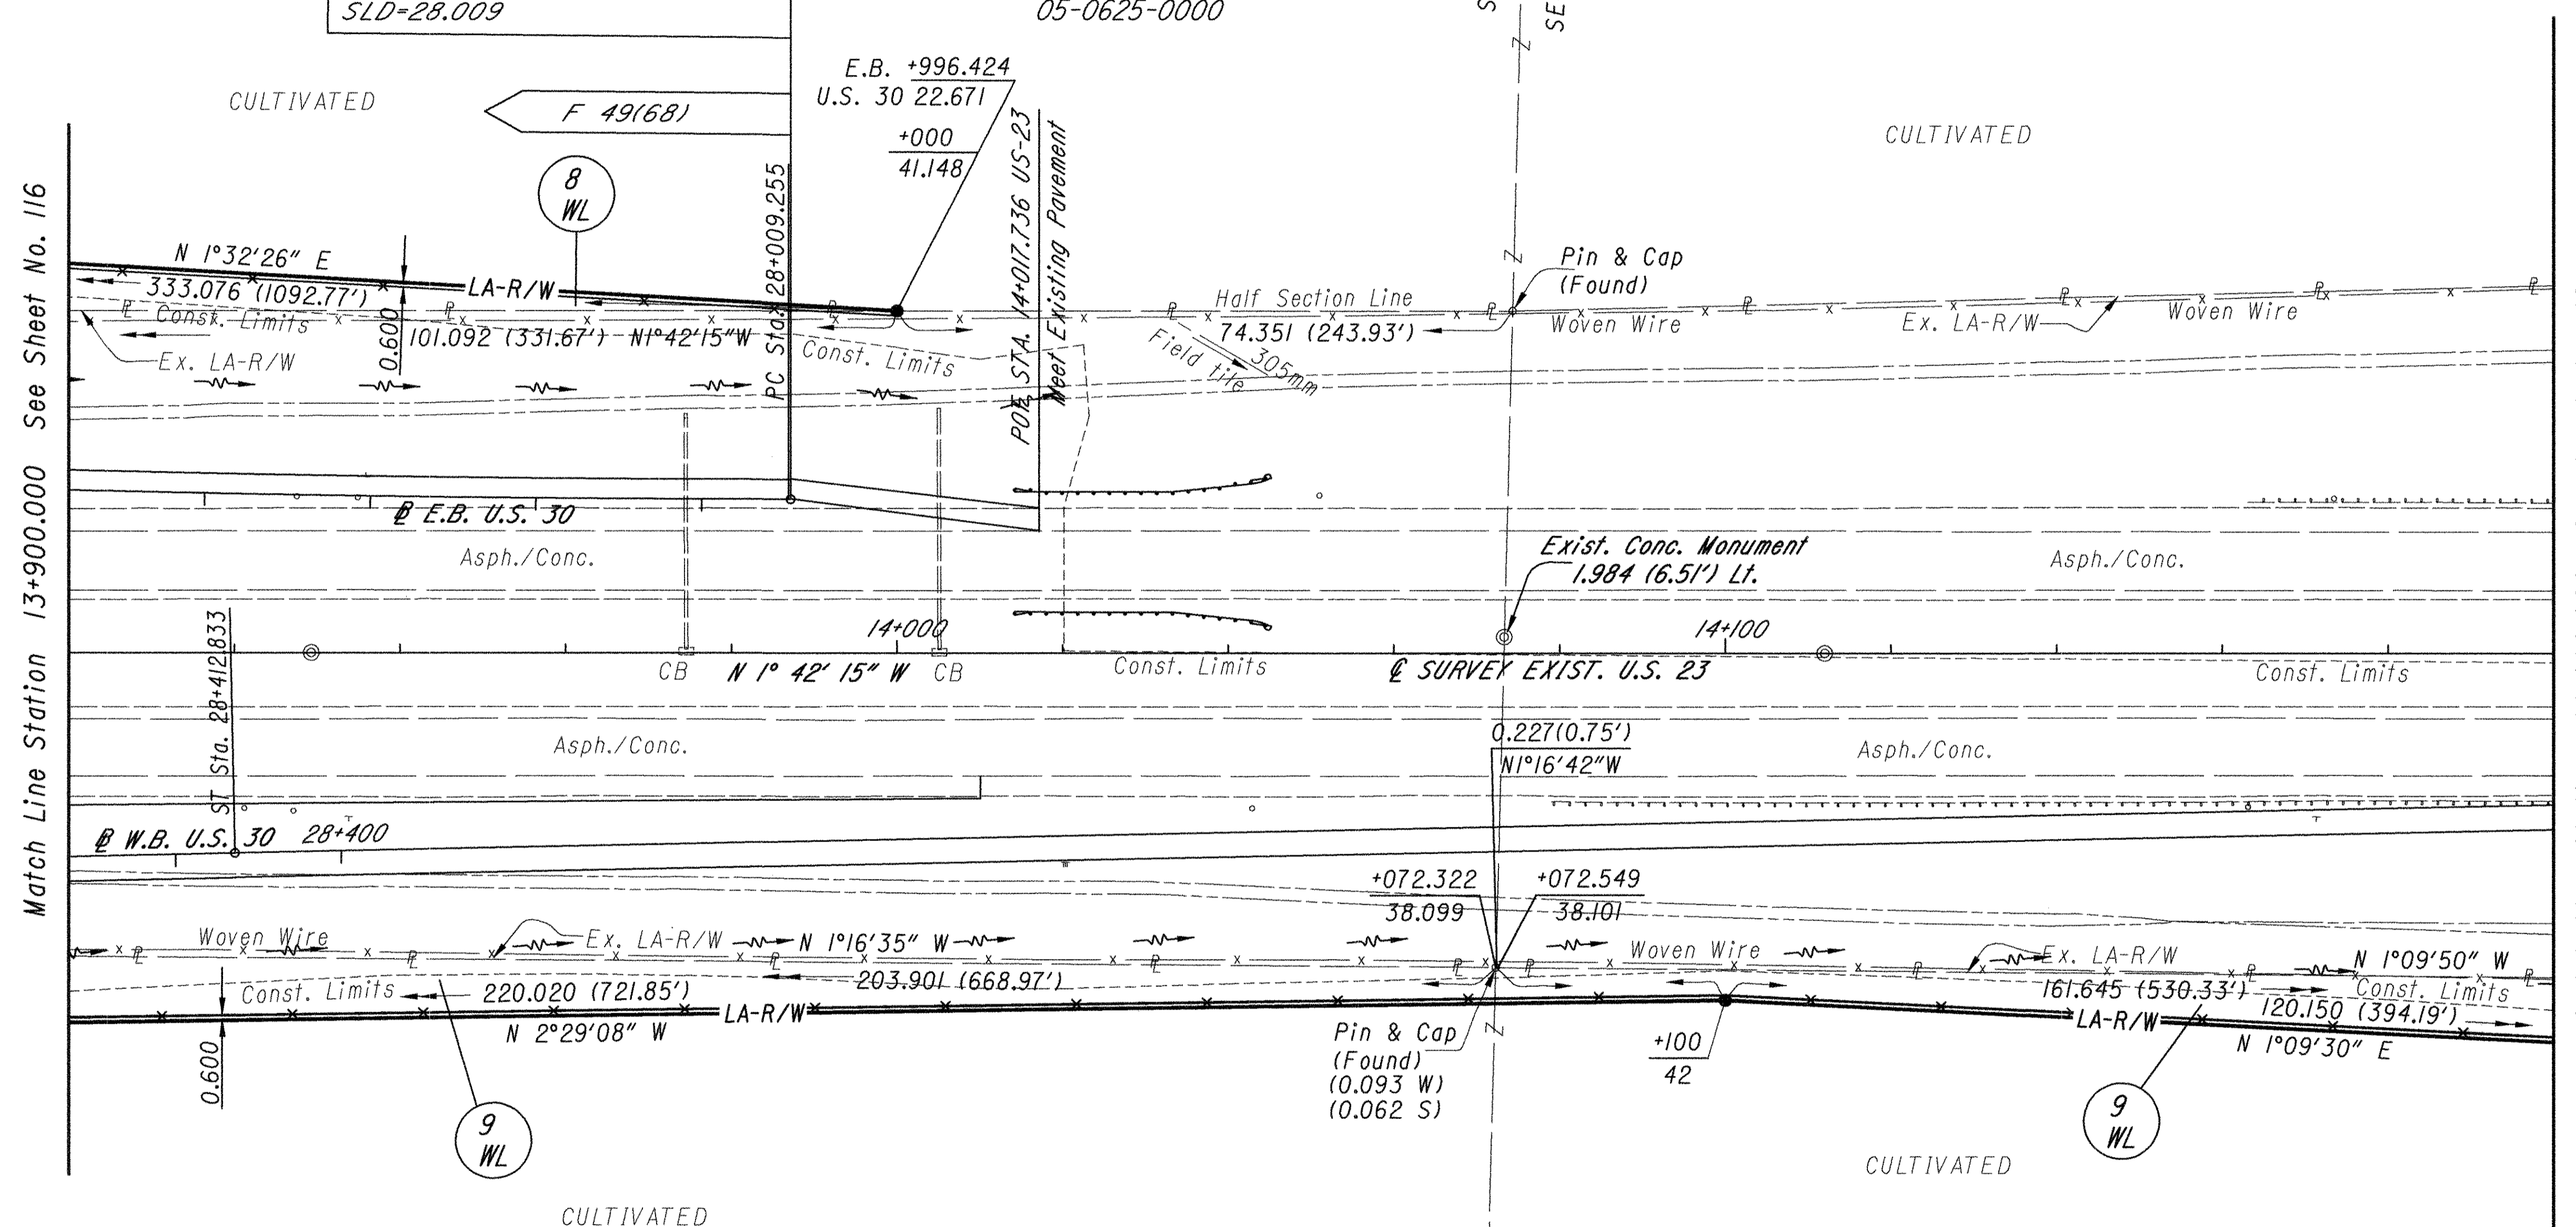 SLD=28.009
05-0625-0000
SE
E.B. +996.424
U.S. 30 22.671
+000
41.148
CULTIVATED
F 49(68)
CULTIVATED
8
WL
Match Line Station 13+900.000 See Sheet No. 116
PC Sta. 28+009.255
POE STA. 14+017.736 US-23
Meet Existing Pavement
N 1°32'26" E
333.076 (1092.77')
LA-R/W
Const. Limits
0.600
101.092 (331.67') N1°42'15"W
Ex. LA-R/W
Const. Limits
Half Section Line
74.351 (243.93')
Field tile
305mm
Pin & Cap
(Found)
Woven Wire
Ex. LA-R/W
Woven Wire
℄ E.B. U.S. 30
Asph./Conc.
Exist. Conc. Monument
1.984 (6.51') Lt.
Asph./Conc.
ST Sta. 28+412.833
14+000
14+100
CB
N 1° 42' 15" W
CB
Const. Limits
℄ SURVEY EXIST. U.S. 23
Const. Limits
Asph./Conc.
0.227(0.75')
N1°16'42"W
Asph./Conc.
℄ W.B. U.S. 30
28+400
+072.322
38.099
+072.549
38.101
Woven Wire
Ex. LA-R/W
N 1°16'35" W
Woven Wire
Ex. LA-R/W
N 1°09'50" W
Const. Limits
220.020 (721.85')
203.901 (668.97')
161.645 (530.33')
Const. Limits
LA-R/W
N 2°29'08" W
0.600
LA-R/W
120.150 (394.19')
N 1°09'30" E
Pin & Cap
(Found)
(0.093 W)
(0.062 S)
+100
42
9
WL
9
WL
CULTIVATED
CULTIVATED